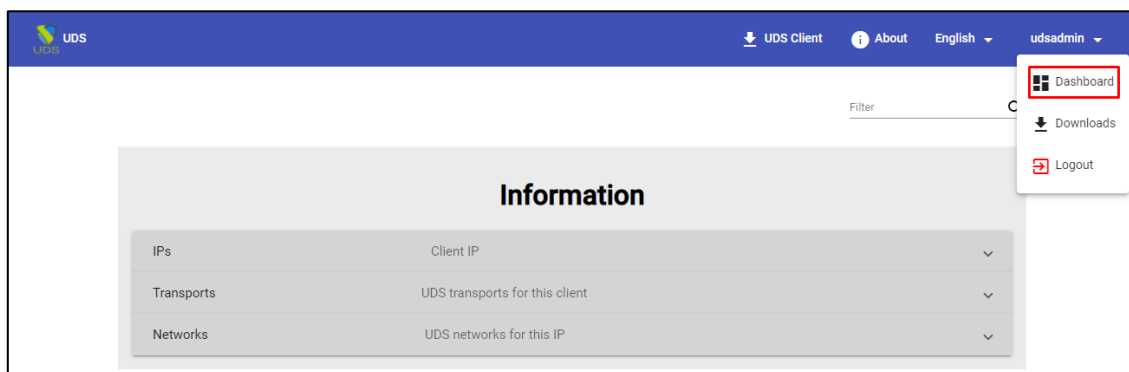 UDS UDS UDS Client About English udsadmin
Dashboard
Filter
Downloads
Logout
Information
IPs Client IP
Transports UDS transports for this client
Networks UDS networks for this IP